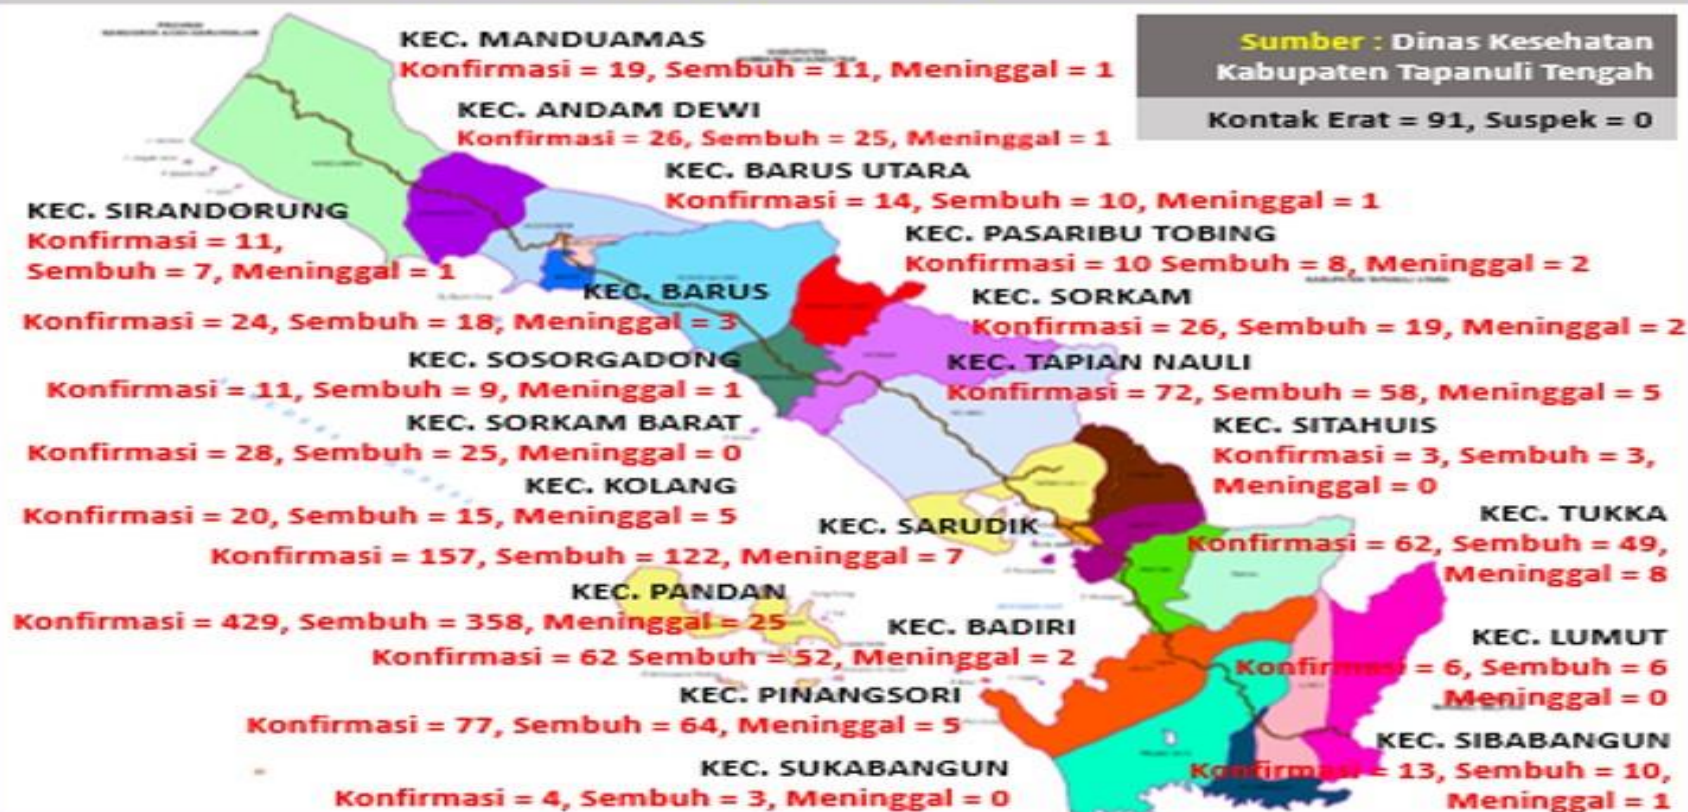 KEC. MANDUAMAS
Konfirmasi = 19, Sembuh = 11, Meninggal = 1
Sumber : Dinas Kesehatan
Kabupaten Tapanuli Tengah
Kontak Erat = 91, Suspek = 0
KEC. ANDAM DEWI
Konfirmasi = 26, Sembuh = 25, Meninggal = 1
KEC. BARUS UTARA
Konfirmasi = 14, Sembuh = 10, Meninggal = 1
KEC. SIRANDORUNG
Konfirmasi = 11,
Sembuh = 7, Meninggal = 1
KEC. PASARIBU TOBING
Konfirmasi = 10 Sembuh = 8, Meninggal = 2
KEC. BARUS
Konfirmasi = 24, Sembuh = 18, Meninggal = 3
KEC. SORKAM
Konfirmasi = 26, Sembuh = 19, Meninggal = 2
KEC. SOSORGADONG
Konfirmasi = 11, Sembuh = 9, Meninggal = 1
KEC. TAPIAN NAULI
Konfirmasi = 72, Sembuh = 58, Meninggal = 5
KEC. SORKAM BARAT
Konfirmasi = 28, Sembuh = 25, Meninggal = 0
KEC. SITAHUIS
Konfirmasi = 3, Sembuh = 3,
Meninggal = 0
KEC. KOLANG
Konfirmasi = 20, Sembuh = 15, Meninggal = 5
KEC. SARUDIK
Konfirmasi = 157, Sembuh = 122, Meninggal = 7
KEC. TUKKA
Konfirmasi = 62, Sembuh = 49,
Meninggal = 8
KEC. PANDAN
Konfirmasi = 429, Sembuh = 358, Meninggal = 25
KEC. BADIRI
Konfirmasi = 62 Sembuh = 52, Meninggal = 2
KEC. LUMUT
Konfirmasi = 6, Sembuh = 6
Meninggal = 0
KEC. PINANGSORI
Konfirmasi = 77, Sembuh = 64, Meninggal = 5
KEC. SIBABANGUN
Konfirmasi = 13, Sembuh = 10,
Meninggal = 1
KEC. SUKABANGUN
Konfirmasi = 4, Sembuh = 3, Meninggal = 0